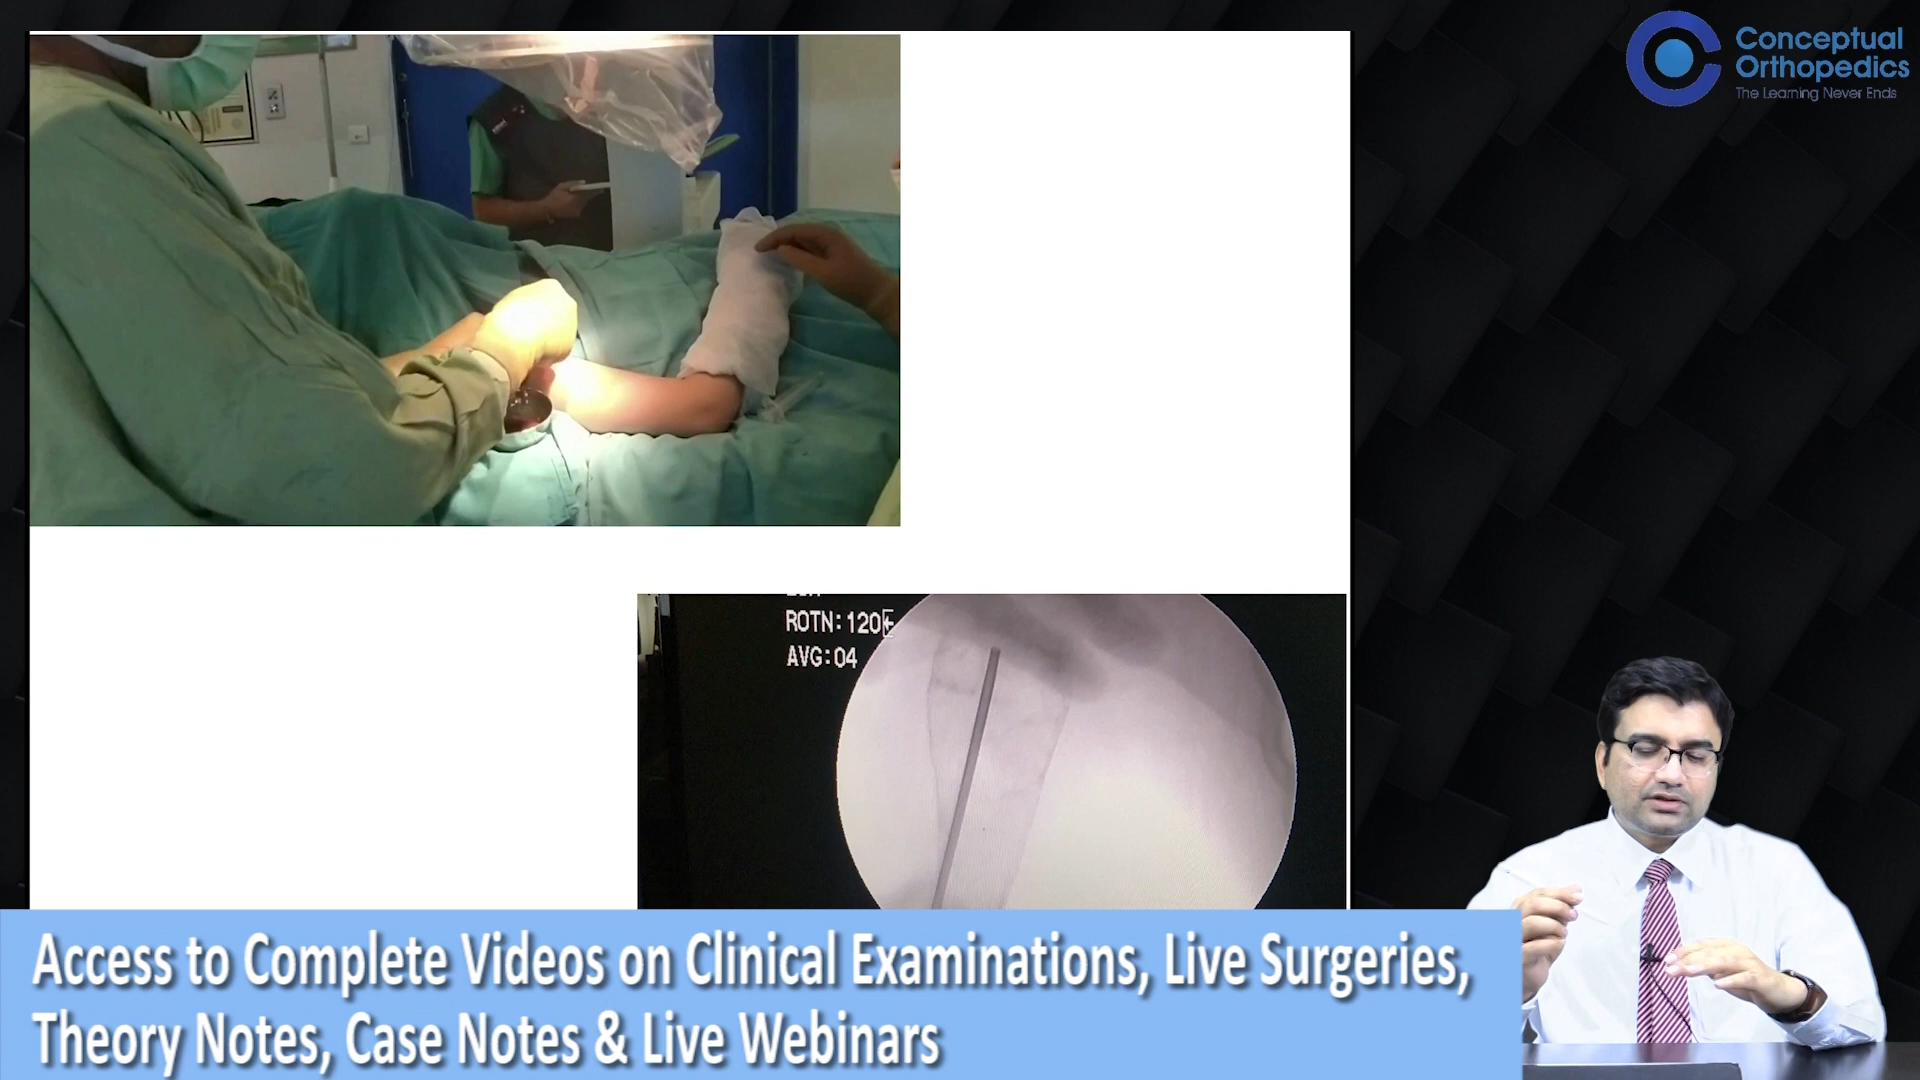 Conceptual
Orthopedics
The Learning Never Ends
ROTN:120
AVG:04
Access to Complete Videos on Clinical Examinations, Live Surgeries,
Theory Notes, Case Notes & Live Webinars